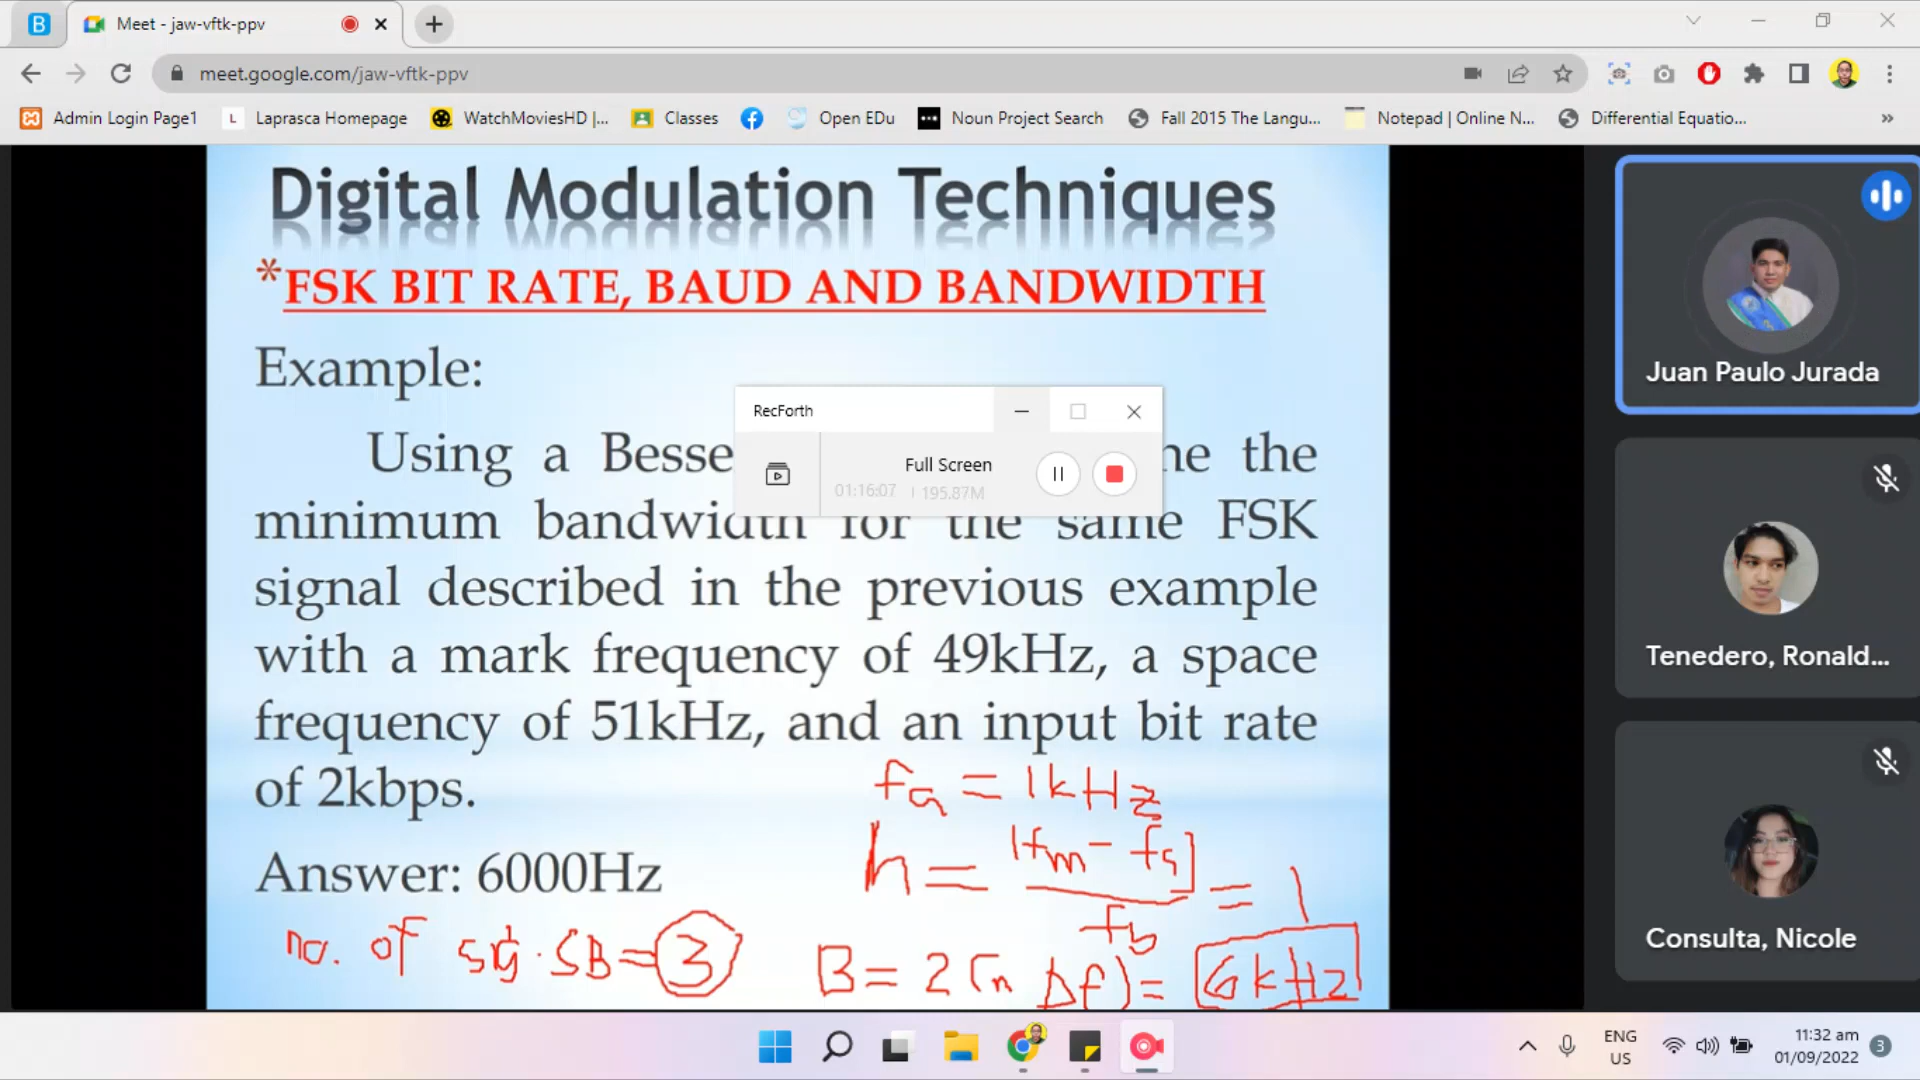 Meet - jaw-vftk-ppv
meet.google.com/jaw-vftk-ppv
Admin Login Page1 L Laprasca Homepage WatchMoviesHD |... Classes Open EDu Noun Project Search Fall 2015 The Langu... Notepad | Online N... Differential Equatio... »
Digital Modulation Techniques
*FSK BIT RATE, BAUD AND BANDWIDTH
Example:
Using a Besse ne the
minimum bandwidth for the same FSK
signal described in the previous example
with a mark frequency of 49kHz, a space
frequency of 51kHz, and an input bit rate
of 2kbps.
Answer: 6000Hz
RecForth
Full Screen
01:16:07 | 195.87M
fa = 1kHz
h = |fm - fs| / fb = 1
no. of sig. SB = 3
B = 2(n Δf) = 6kHz
Juan Paulo Jurada
Tenedero, Ronald...
Consulta, Nicole
ENG
US
11:32 am
01/09/2022
3